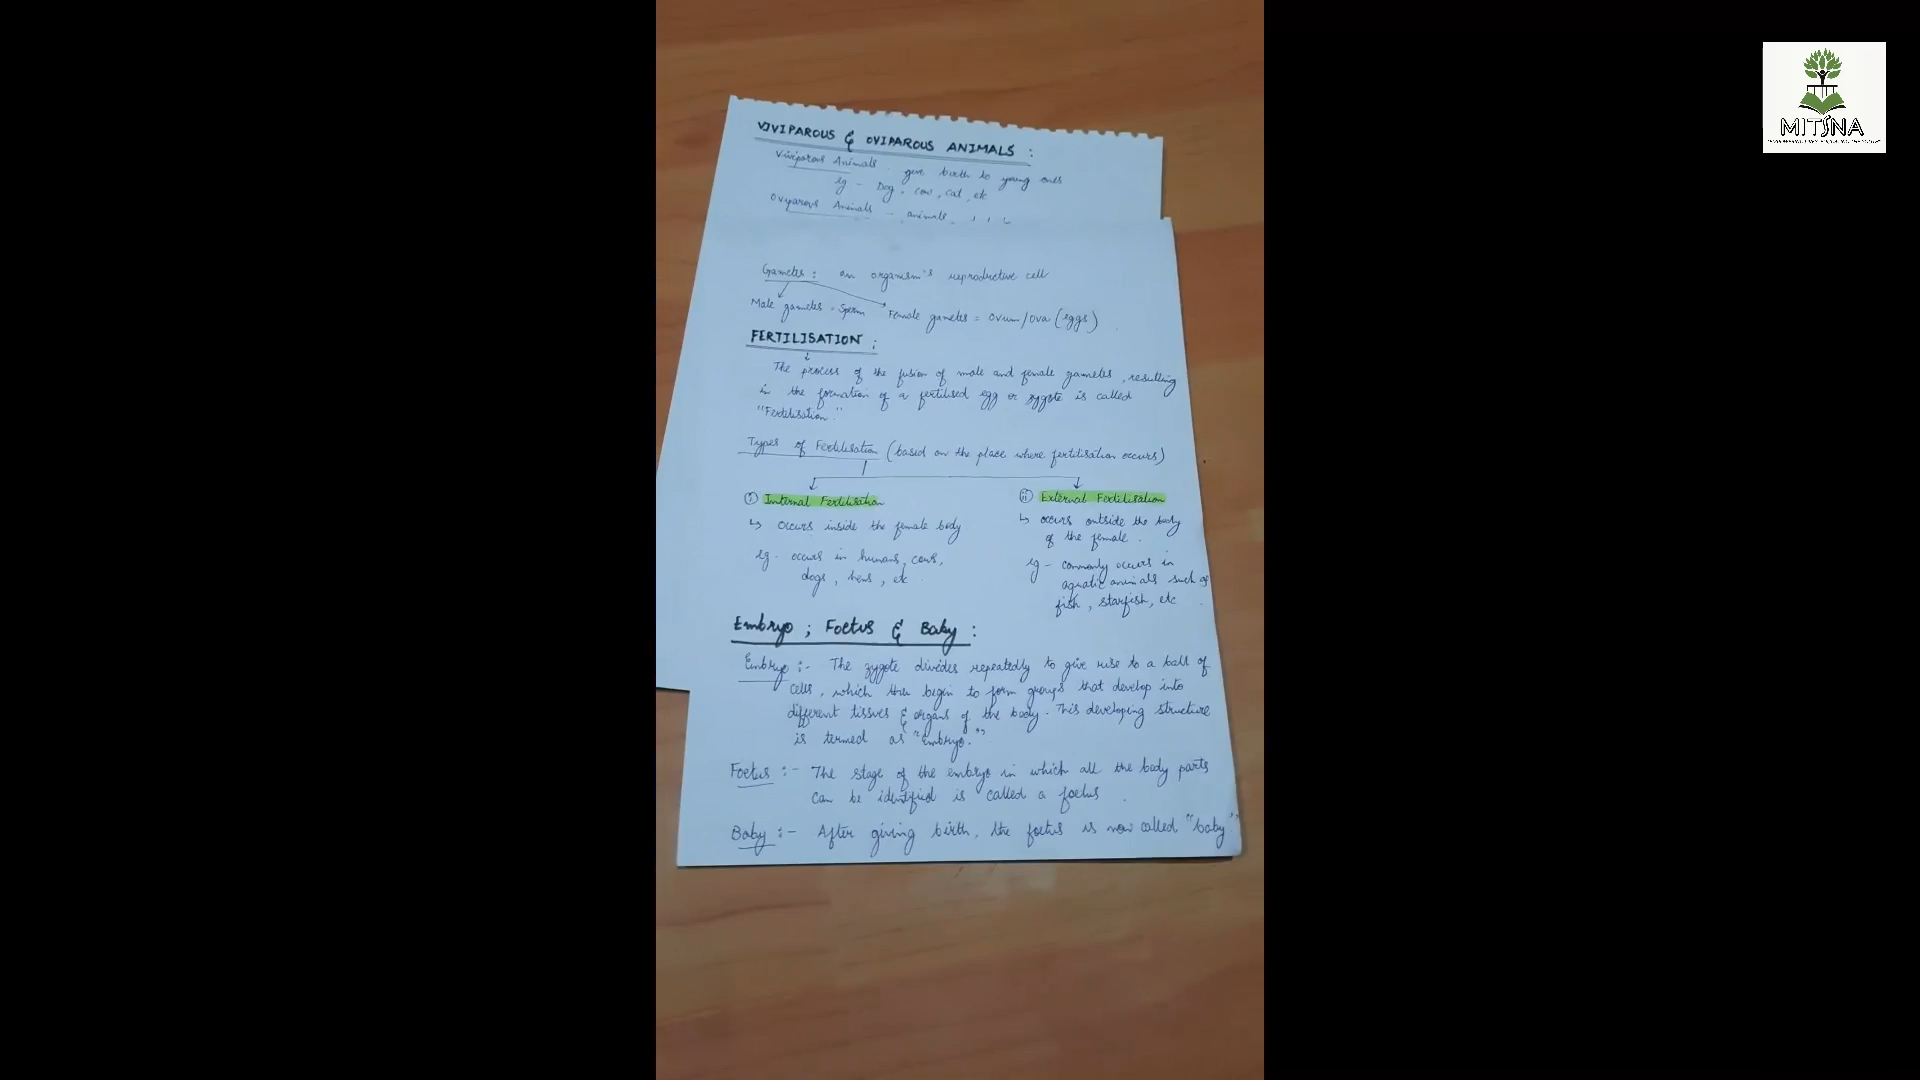 VIVIPAROUS & OVIPAROUS ANIMALS :
Viviparous Animals - give birth to young ones
eg - Dog, cow, cat, etc
Oviparous Animals - animals
Gametes : an organism's reproductive cell
Male gametes = Sperm Female gametes = Ovum/Ova (eggs)
FERTILISATION :
The process of the fusion of male and female gametes, resulting
in the formation of a fertilised egg or zygote is called
"Fertilisation."
Types of Fertilisation (based on the place where fertilisation occurs)
(i) Internal Fertilisation
↳ Occurs inside the female body
eg - occurs in humans, cows,
dogs, hens, etc
(ii) External Fertilisation
↳ occurs outside the body
of the female.
eg - commonly occurs in
aquatic animals such as
fish, starfish, etc
Embryo ; Foetus & Baby :
Embryo :- The zygote divides repeatedly to give rise to a ball of
cells, which then begin to form groups that develop into
different tissues & organs of the body. This developing structure
is termed as "Embryo."
Foetus :- The stage of the embryo in which all the body parts
can be identified is called a foetus.
Baby :- After giving birth, the foetus is now called "baby"
MITSNA